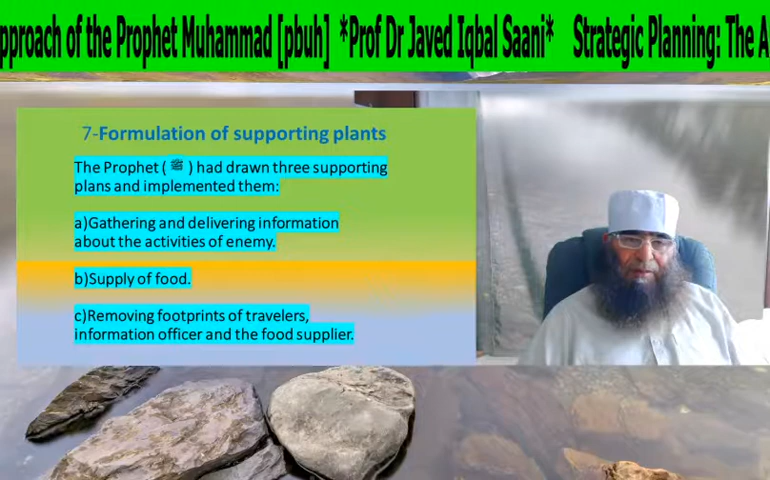 pproach of the Prophet Muhammad [pbuh] *Prof Dr Javed Iqbal Saani* Strategic Planning: The A
7-Formulation of supporting plants
The Prophet ( ﷺ ) had drawn three supporting
plans and implemented them:
a)Gathering and delivering information
about the activities of enemy.
b)Supply of food.
c)Removing footprints of travelers,
information officer and the food supplier.